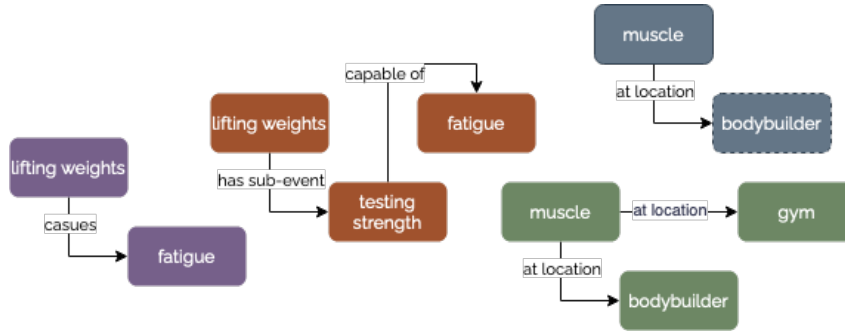 lifting weights
casues
fatigue
lifting weights
has sub-event
testing
strength
capable of
fatigue
muscle
at location
bodybuilder
muscle
at location
gym
at location
bodybuilder